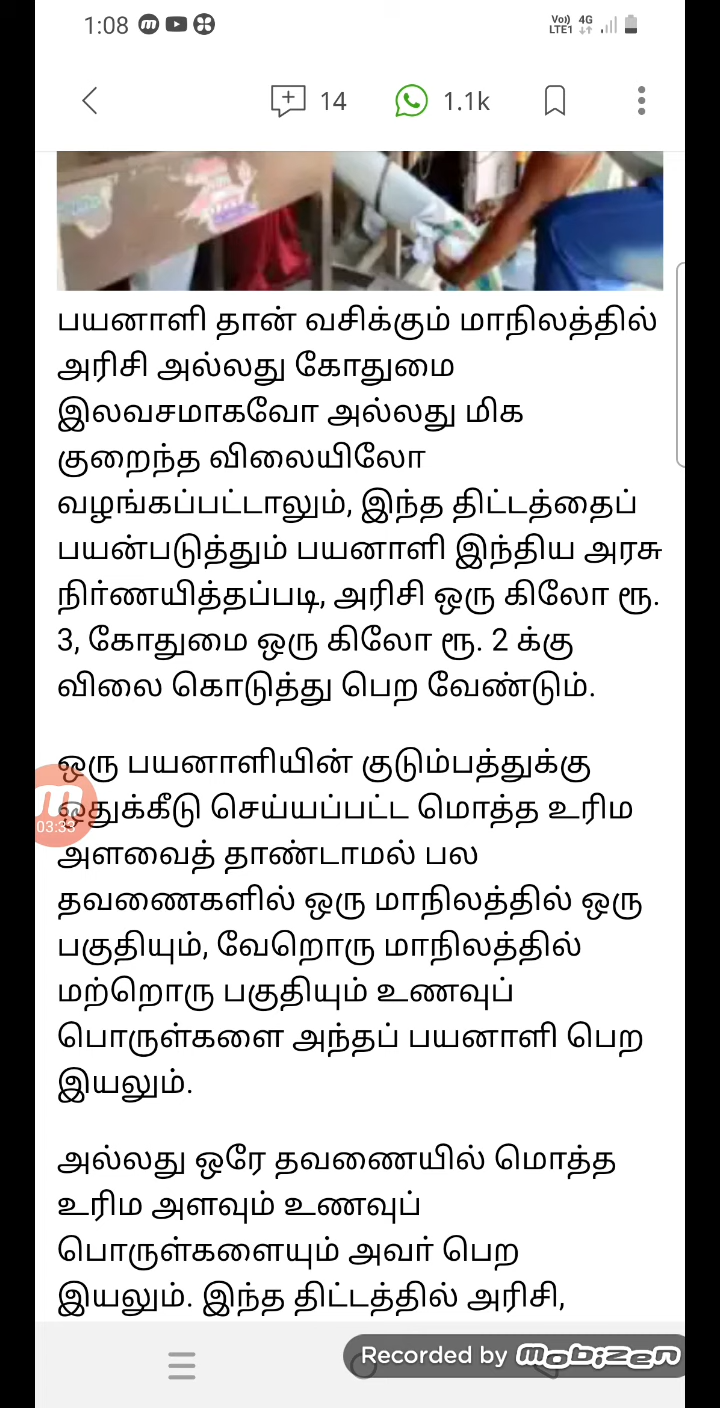 1:08
Vo) 4G
LTE1
14
1.1k
பயனாளி தான் வசிக்கும் மாநிலத்தில்
அரிசி அல்லது கோதுமை
இலவசமாகவோ அல்லது மிக
குறைந்த விலையிலோ
வழங்கப்பட்டாலும், இந்த திட்டத்தைப்
பயன்படுத்தும் பயனாளி இந்திய அரசு
நிர்ணயித்தப்படி, அரிசி ஒரு கிலோ ரூ.
3, கோதுமை ஒரு கிலோ ரூ. 2 க்கு
விலை கொடுத்து பெற வேண்டும்.
ஒரு பயனாளியின் குடும்பத்துக்கு
ஒதுக்கீடு செய்யப்பட்ட மொத்த உரிம
03:33
அளவைத் தாண்டாமல் பல
தவணைகளில் ஒரு மாநிலத்தில் ஒரு
பகுதியும், வேறொரு மாநிலத்தில்
மற்றொரு பகுதியும் உணவுப்
பொருள்களை அந்தப் பயனாளி பெற
இயலும்.
அல்லது ஒரே தவணையில் மொத்த
உரிம அளவும் உணவுப்
பொருள்களையும் அவர் பெற
இயலும். இந்த திட்டத்தில் அரிசி,
Recorded by mobizen